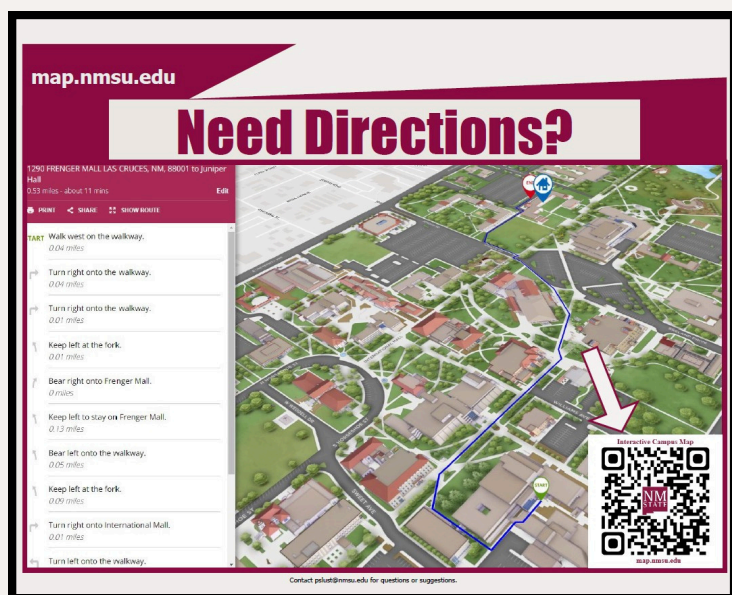 map.nmsu.edu
Need Directions?
1290 FRENGER MALL LAS CRUCES, NM, 88001 to Juniper
Hall
0.53 miles - about 11 mins
Edit
PRINT
SHARE
SHOW ROUTE
TART
Walk west on the walkway.
0.04 miles
Turn right onto the walkway.
0.04 miles
Turn right onto the walkway.
0.01 miles
Keep left at the fork.
0.01 miles
Bear right onto Frenger Mall.
0 miles
Keep left to stay on Frenger Mall.
0.13 miles
Bear left onto the walkway.
0.05 miles
Keep left at the fork.
0.09 miles
Turn right onto International Mall.
0.01 miles
Turn left onto the walkway.
END
START
SWEET AVE
Interactive Campus Map
NM
STATE
map.nmsu.edu
Contact pslust@nmsu.edu for questions or suggestions.